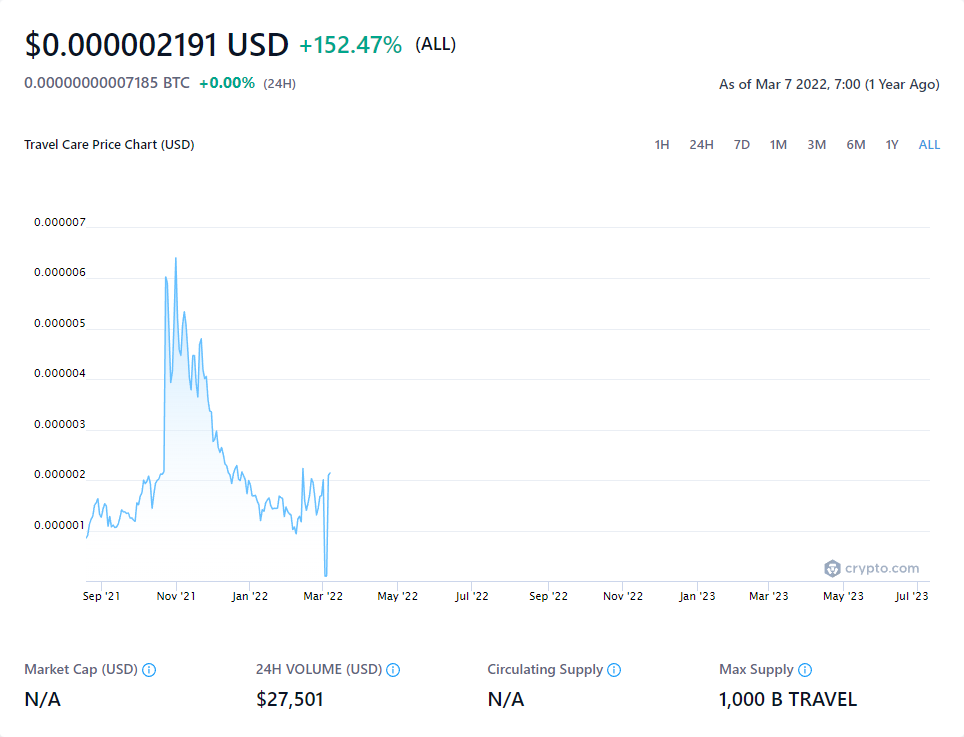 $0.000002191 USD +152.47% (ALL)
0.00000000007185 BTC +0.00% (24H)
As of Mar 7 2022, 7:00 (1 Year Ago)
Travel Care Price Chart (USD)
1H 24H 7D 1M 3M 6M 1Y ALL
0.000007
0.000006
0.000005
0.000004
0.000003
0.000002
0.000001
crypto.com
Sep '21 Nov '21 Jan '22 Mar '22 May '22 Jul '22 Sep '22 Nov '22 Jan '23 Mar '23 May '23 Jul '23
Market Cap (USD) 24H VOLUME (USD) Circulating Supply Max Supply
N/A $27,501 N/A 1,000 B TRAVEL